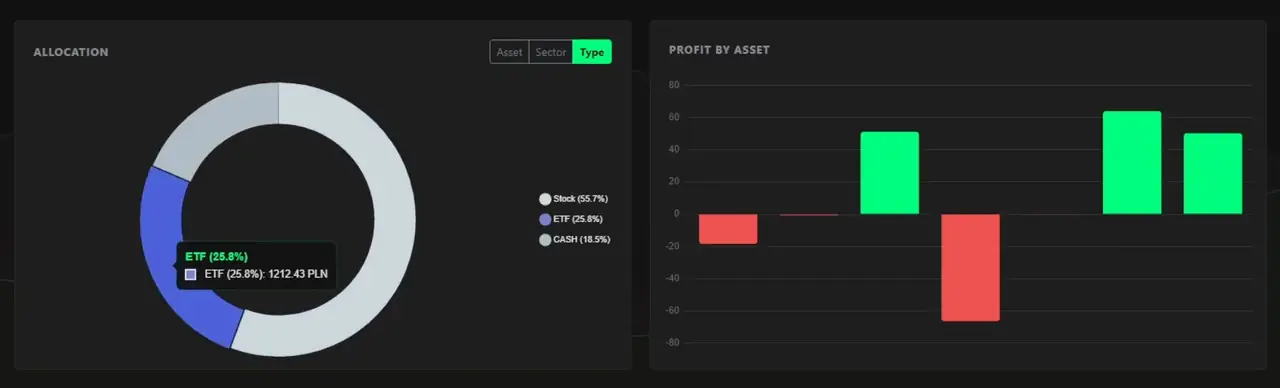 ALLOCATION
Asset Sector Type
Stock (55.7%)
ETF (25.8%)
CASH (18.5%)
ETF (25.8%)
ETF (25.8%): 1212.43 PLN
PROFIT BY ASSET
80
60
40
20
0
-20
-40
-60
-80